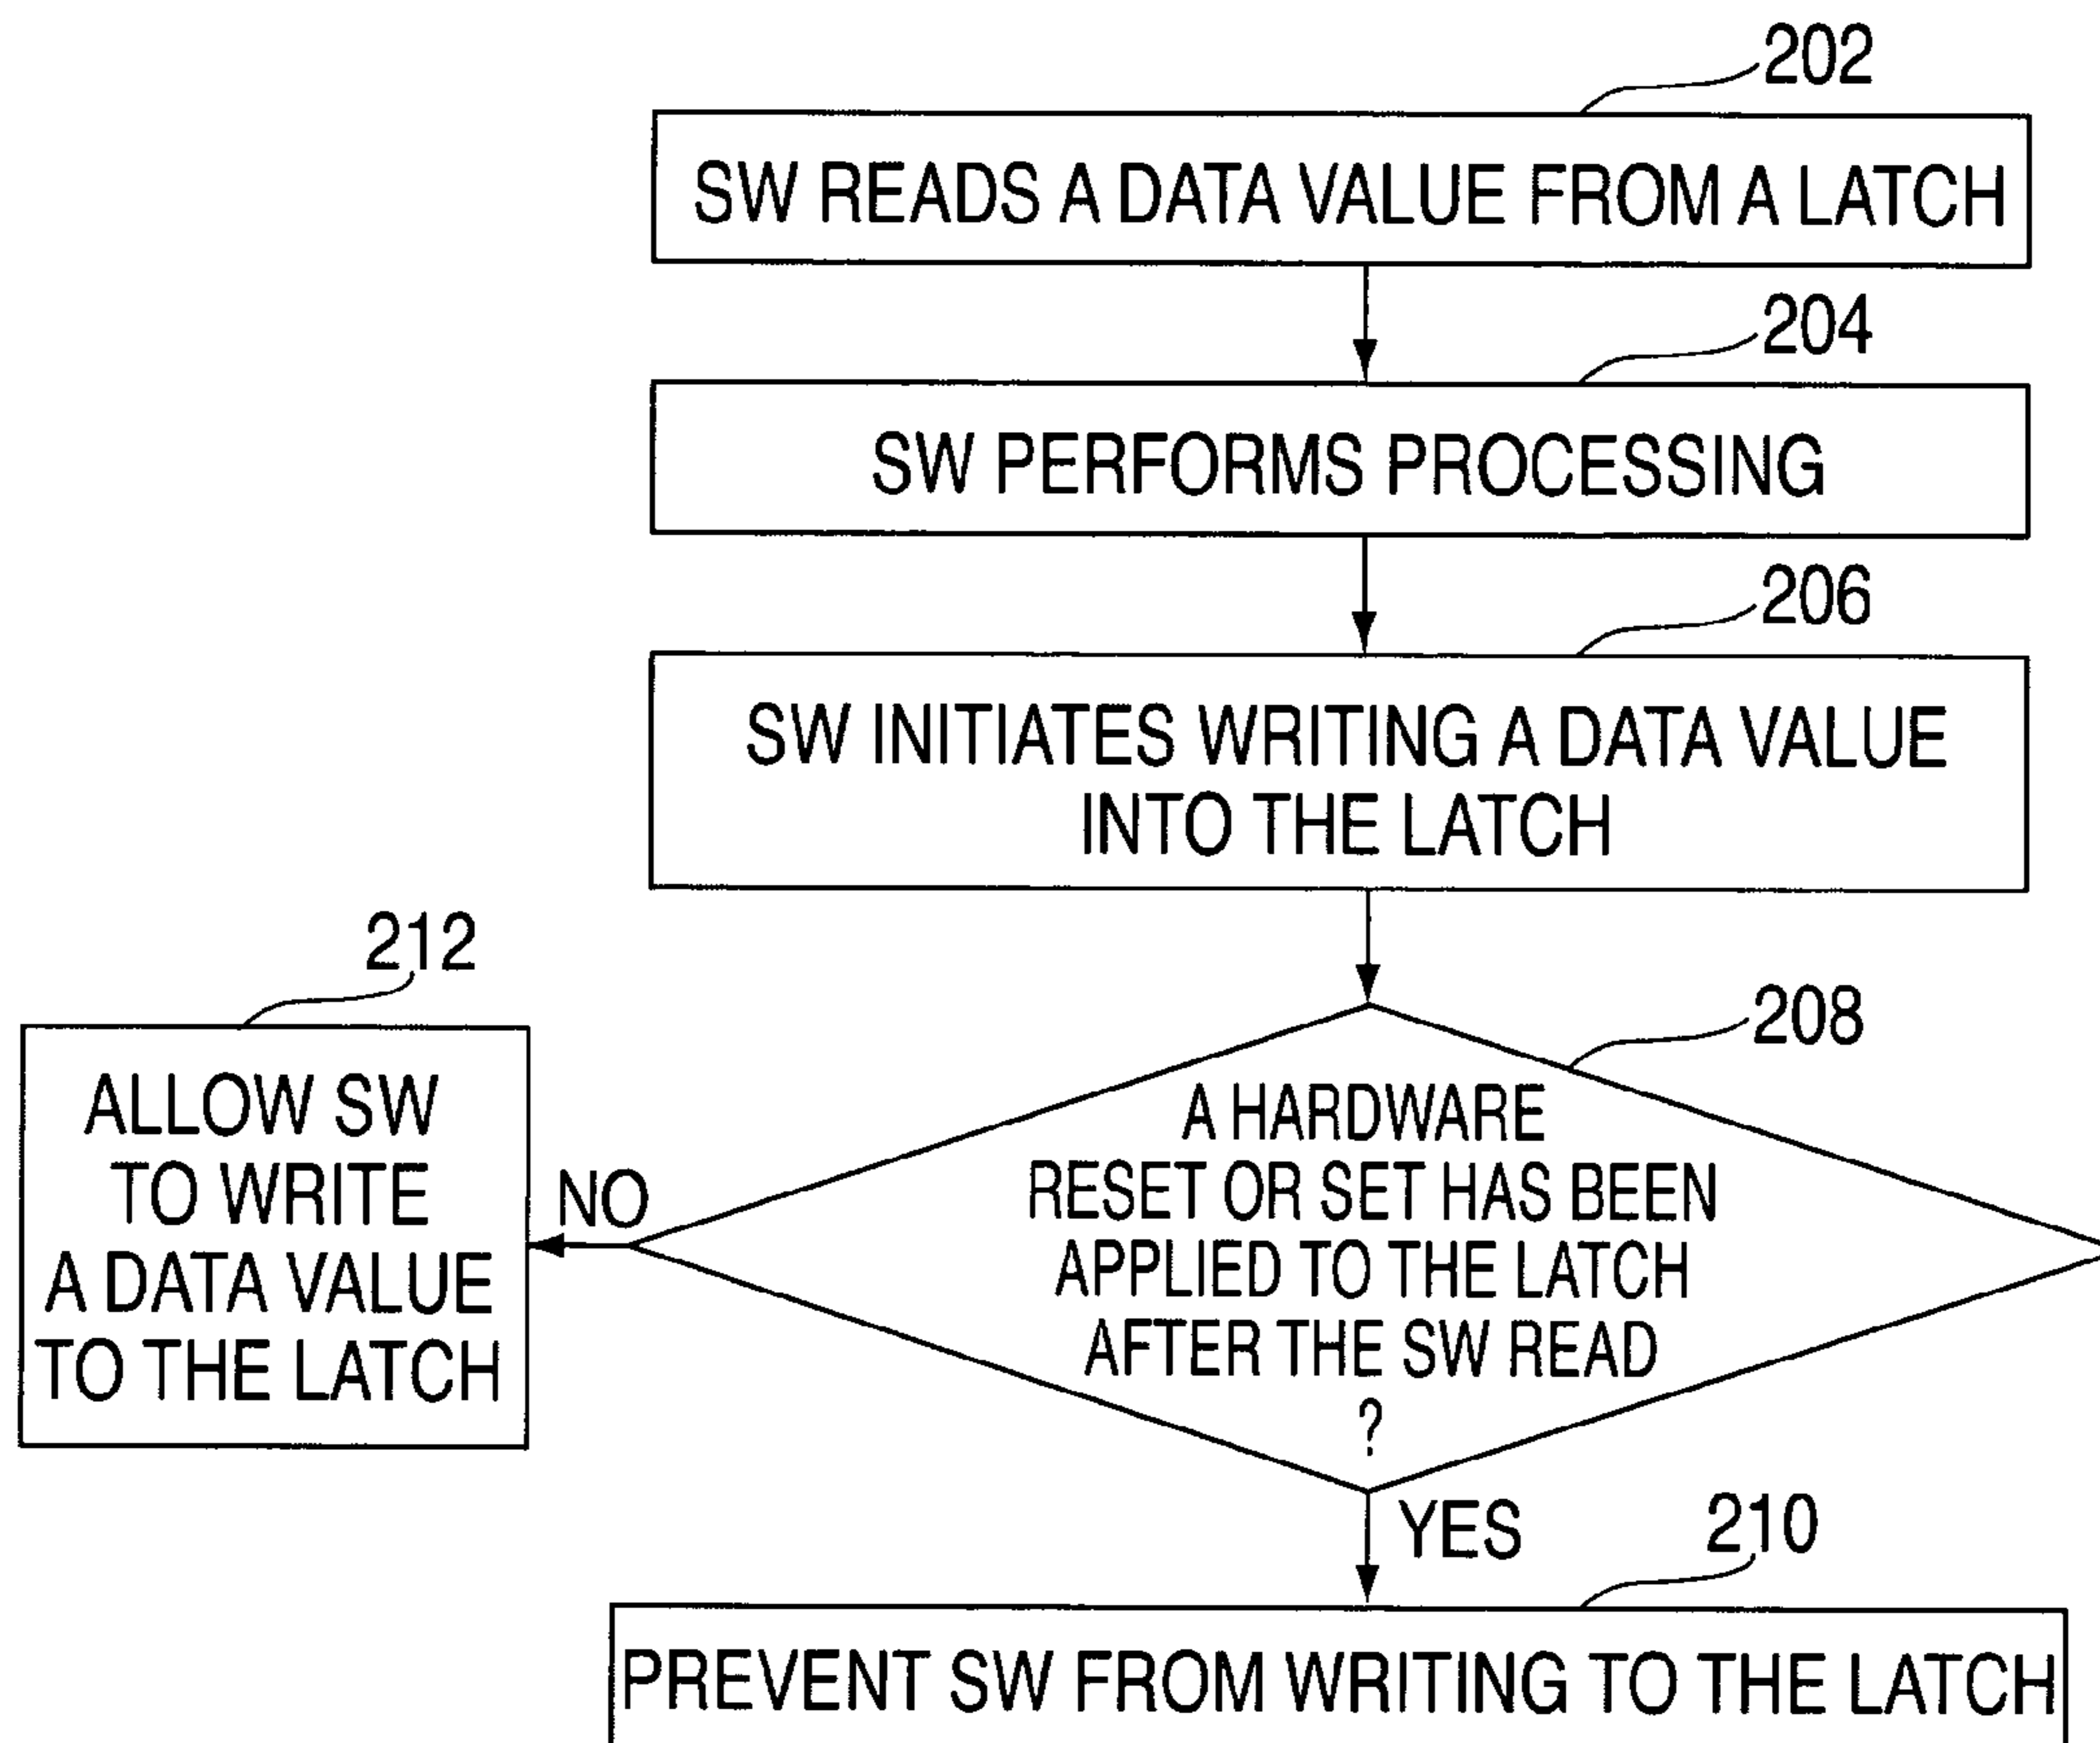 202
SW READS A DATA VALUE FROM A LATCH
204
SW PERFORMS PROCESSING
206
SW INITIATES WRITING A DATA VALUE
INTO THE LATCH
212
ALLOW SW
TO WRITE
A DATA VALUE
TO THE LATCH
NO
208
A HARDWARE
RESET OR SET HAS BEEN
APPLIED TO THE LATCH
AFTER THE SW READ
?
YES
210
PREVENT SW FROM WRITING TO THE LATCH